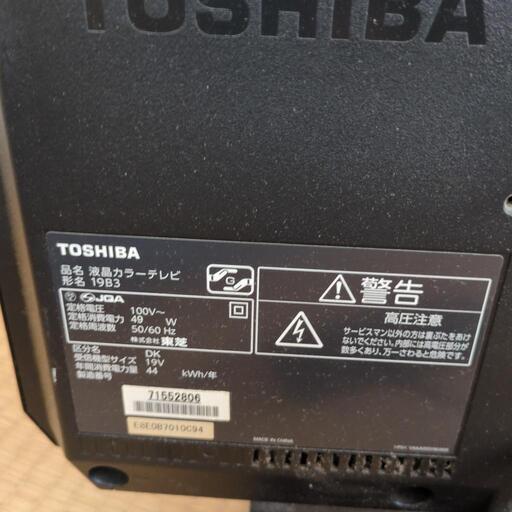 TOSHIBA
TOSHIBA
品名 液晶カラーテレビ
形名 19B3
JQA
定格電圧 100V～
定格消費電力 49 W
定格周波数 50/60 Hz
株式会社 東芝
区分名 DK
受信機型サイズ 19V
年間消費電力量 44 kWh/年
製造番号
71552806
E8E0B7010C94
警告
高圧注意
サービスマン以外の方は裏ぶたをあけ
ないでください。内部には高電圧部分が
数多くあり、万一さわると危険です。
MADE IN CHINA